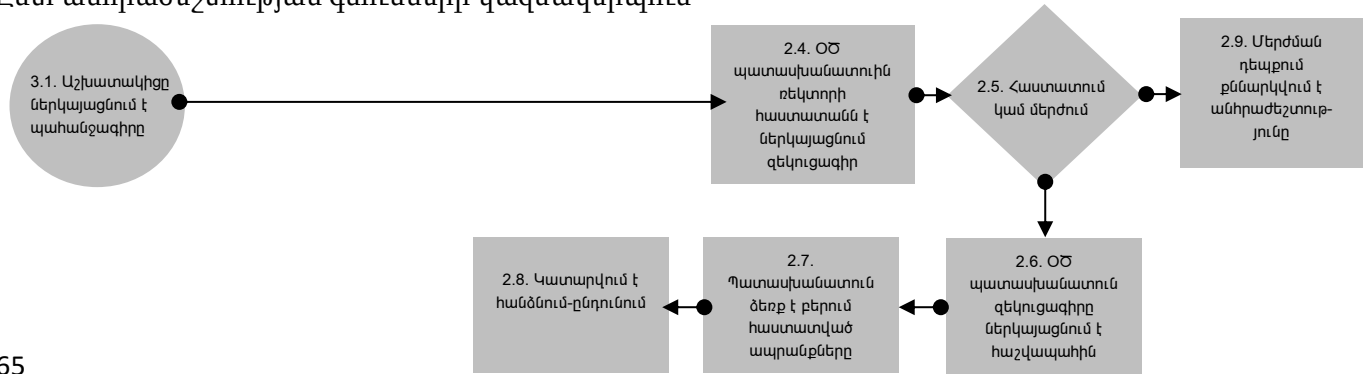 3.1. Աշխատակիցը
ներկայացնում է
պահանջագիրը
2.4. ՕԾ
պատասխանատուին
ռեկտորի
հաստատանն է
ներկայացնում
զեկուցագիր
2.5. Հաստատում
կամ մերժում
2.9. Մերժման
դեպքում
քննարկվում է
անհրաժեշտութ-
յունը
2.8. Կատարվում է
հանձնում-ընդունում
2.7.
Պատասխանատուն
ձեռք է բերում
հաստատված
ապրանքները
2.6. ՕԾ
պատասխանատուն
զեկուցագիրը
ներկայացնում է
հաշվապահին
65